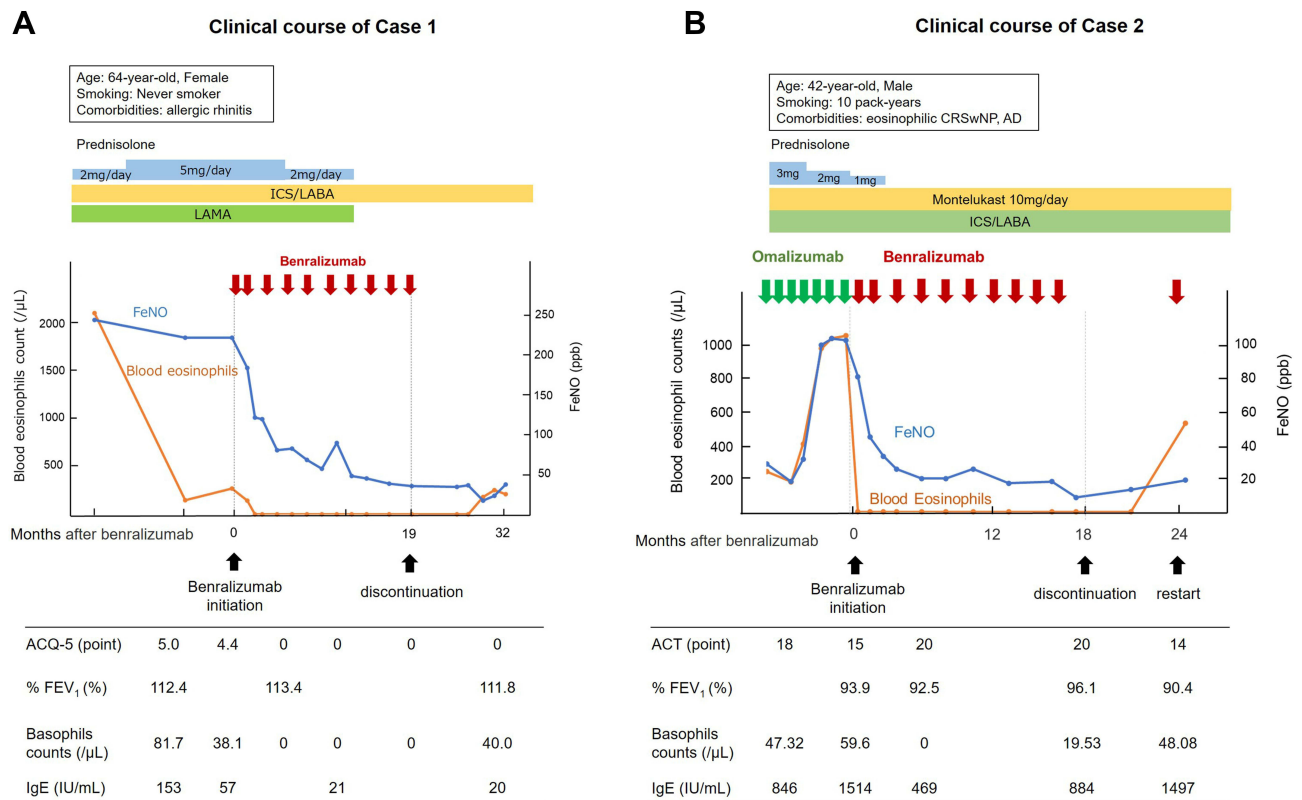 A
Clinical course of Case 1
Age: 64-year-old, Female
Smoking: Never smoker
Comorbidities: allergic rhinitis
Prednisolone
2mg/day
5mg/day
2mg/day
ICS/LABA
LAMA
Benralizumab
Blood eosinophils count (/μL)
2000
1500
1000
500
FeNO
Blood eosinophils
250
200
150
100
50
FeNO (ppb)
Months after benralizumab
0
19
32
Benralizumab
initiation
discontinuation
ACQ-5 (point) 5.0 4.4 0 0 0 0
% FEV1 (%) 112.4 113.4 111.8
Basophils
counts (/μL) 81.7 38.1 0 0 0 40.0
IgE (IU/mL) 153 57 21 20
B
Clinical course of Case 2
Age: 42-year-old, Male
Smoking: 10 pack-years
Comorbidities: eosinophilic CRSwNP, AD
Prednisolone
3mg
2mg
1mg
Montelukast 10mg/day
ICS/LABA
Omalizumab
Benralizumab
Blood eosinophil counts (/μL)
1000
800
600
400
200
FeNO
Blood Eosinophils
100
80
60
40
20
FeNO (ppb)
Months after benralizumab
0
12
18
24
Benralizumab
initiation
discontinuation
restart
ACT (point) 18 15 20 20 14
% FEV1 (%) 93.9 92.5 96.1 90.4
Basophils
counts (/μL) 47.32 59.6 0 19.53 48.08
IgE (IU/mL) 846 1514 469 884 1497